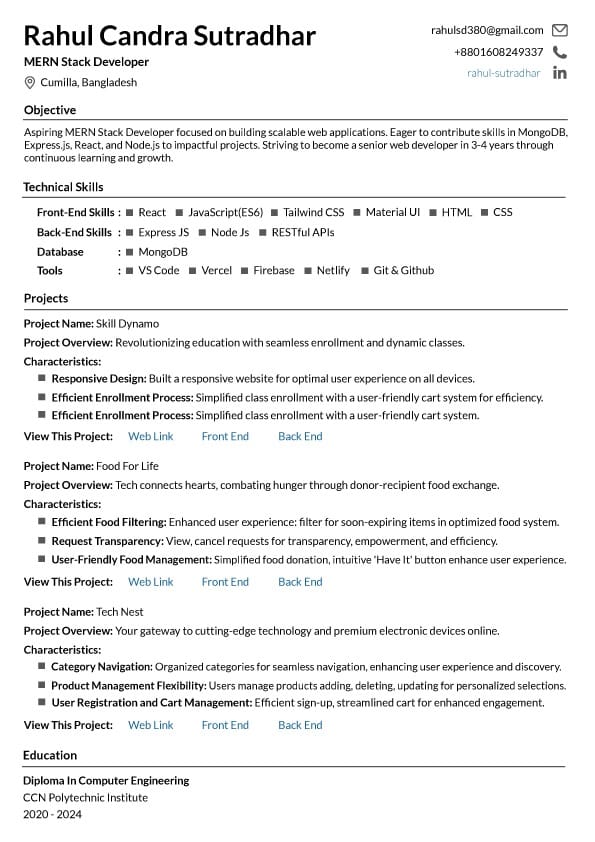 Rahul Candra Sutradhar
MERN Stack Developer
Cumilla, Bangladesh
rahulsd380@gmail.com
+8801608249337
rahul-sutradhar
Objective
Aspiring MERN Stack Developer focused on building scalable web applications. Eager to contribute skills in MongoDB,
Express.js, React, and Node.js to impactful projects. Striving to become a senior web developer in 3-4 years through
continuous learning and growth.
Technical Skills
Front-End Skills : ■ React ■ JavaScript(ES6) ■ Tailwind CSS ■ Material UI ■ HTML ■ CSS
Back-End Skills : ■ Express JS ■ Node Js ■ RESTful APIs
Database : ■ MongoDB
Tools : ■ VS Code ■ Vercel ■ Firebase ■ Netlify ■ Git & Github
Projects
Project Name: Skill Dynamo
Project Overview: Revolutionizing education with seamless enrollment and dynamic classes.
Characteristics:
■ Responsive Design: Built a responsive website for optimal user experience on all devices.
■ Efficient Enrollment Process: Simplified class enrollment with a user-friendly cart system for efficiency.
■ Efficient Enrollment Process: Simplified class enrollment with a user-friendly cart system.
View This Project: Web Link Front End Back End
Project Name: Food For Life
Project Overview: Tech connects hearts, combating hunger through donor-recipient food exchange.
Characteristics:
■ Efficient Food Filtering: Enhanced user experience: filter for soon-expiring items in optimized food system.
■ Request Transparency: View, cancel requests for transparency, empowerment, and efficiency.
■ User-Friendly Food Management: Simplified food donation, intuitive 'Have It' button enhance user experience.
View This Project: Web Link Front End Back End
Project Name: Tech Nest
Project Overview: Your gateway to cutting-edge technology and premium electronic devices online.
Characteristics:
■ Category Navigation: Organized categories for seamless navigation, enhancing user experience and discovery.
■ Product Management Flexibility: Users manage products adding, deleting, updating for personalized selections.
■ User Registration and Cart Management: Efficient sign-up, streamlined cart for enhanced engagement.
View This Project: Web Link Front End Back End
Education
Diploma In Computer Engineering
CCN Polytechnic Institute
2020 - 2024